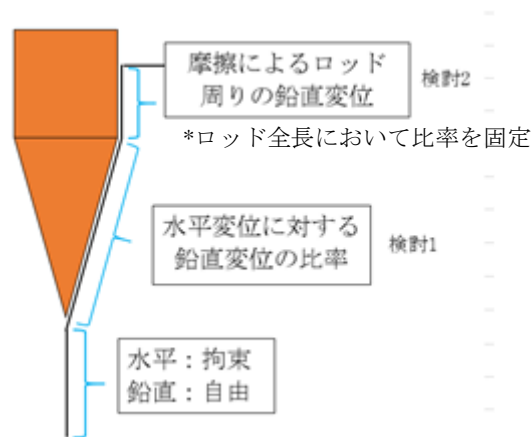 摩擦によるロッド
周りの鉛直変位
検討2
*ロッド全長において比率を固定
水平変位に対する
鉛直変位の比率
検討1
水平:拘束
鉛直:自由